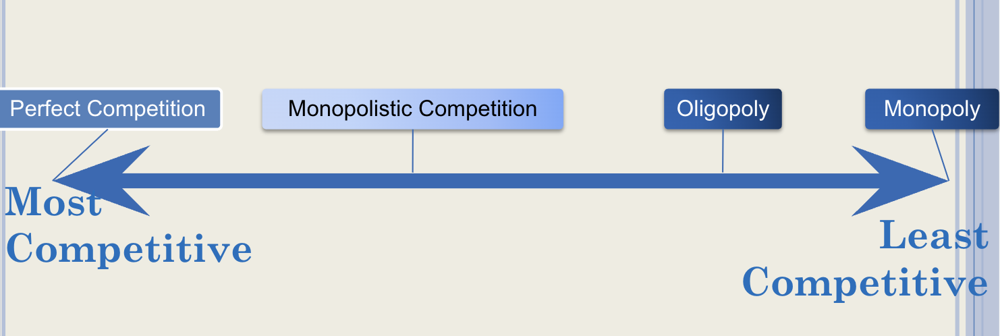 Perfect Competition
Monopolistic Competition
Oligopoly
Monopoly
Most
Competitive
Least
Competitive